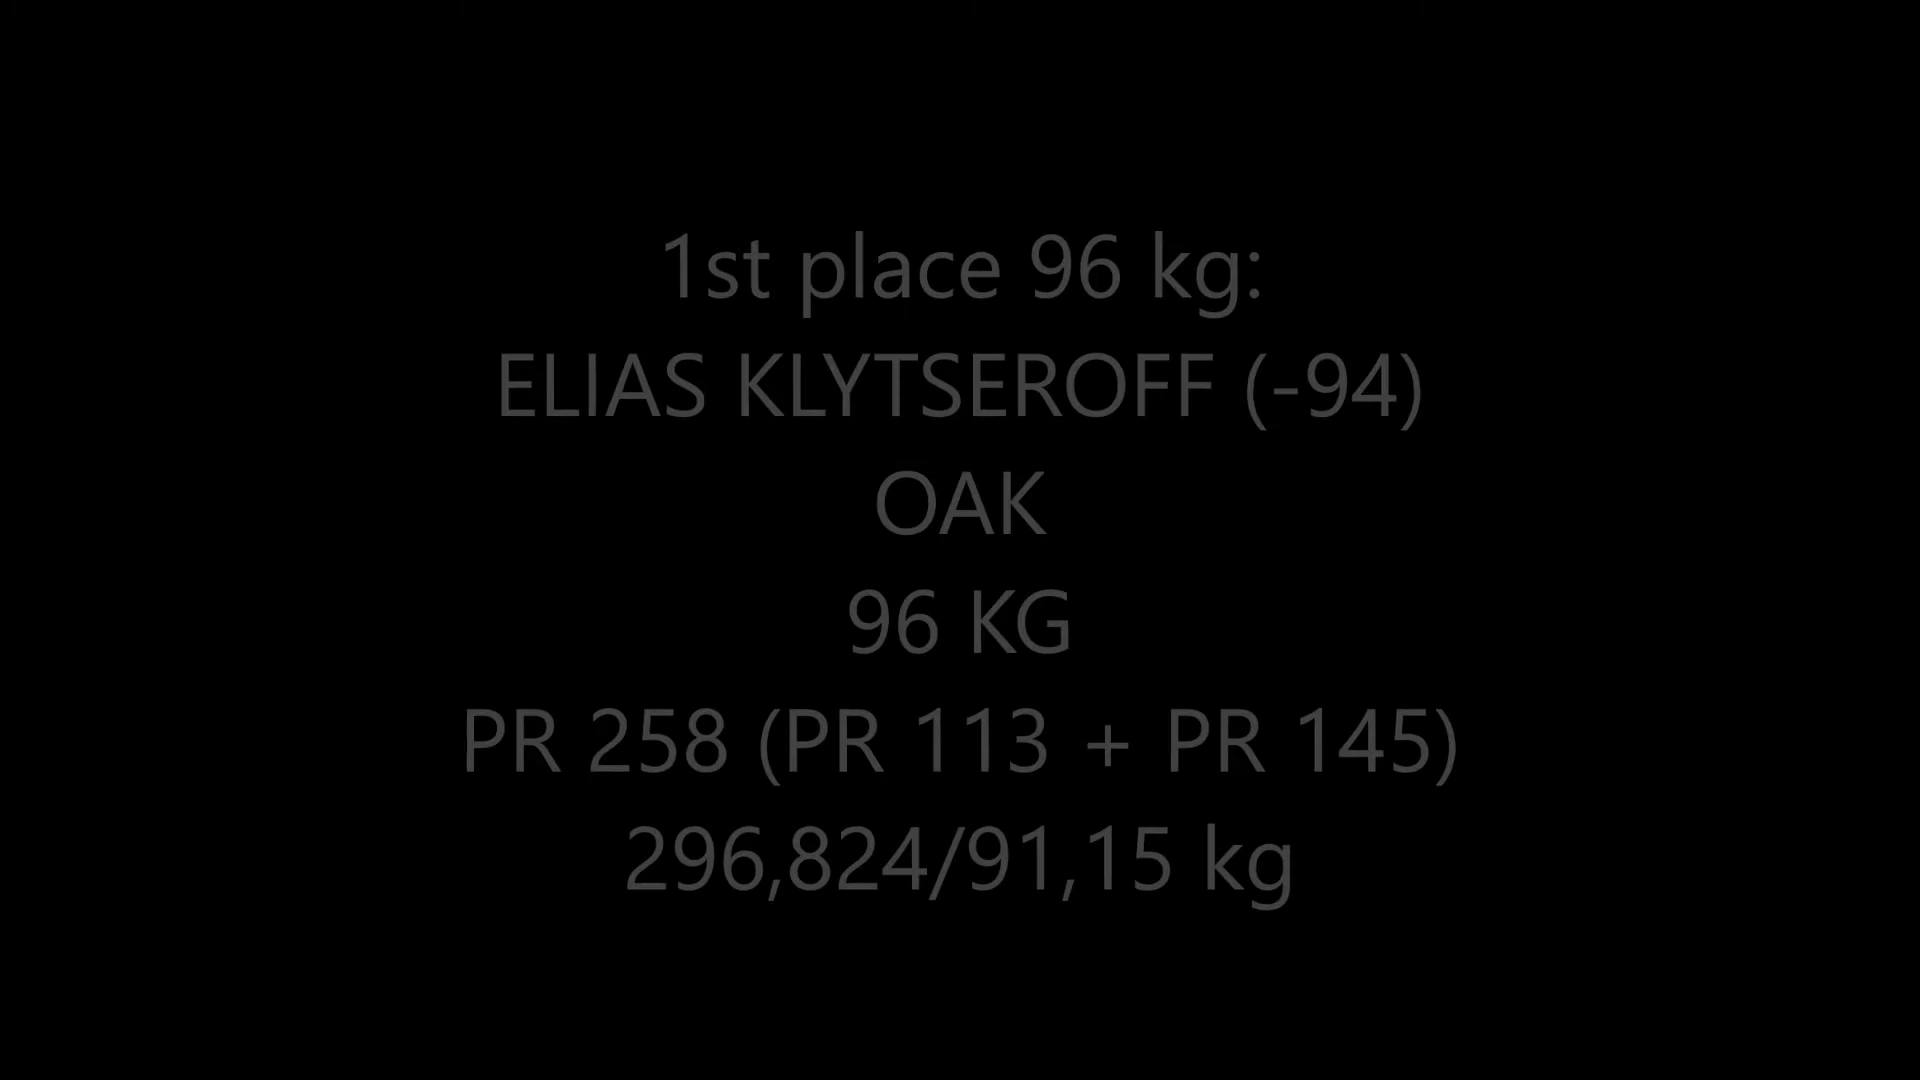 1st place 96 kg:
ELIAS KLYTSEROFF (-94)
OAK
96 KG
PR 258 (PR 113 + PR 145)
296,824/91,15 kg